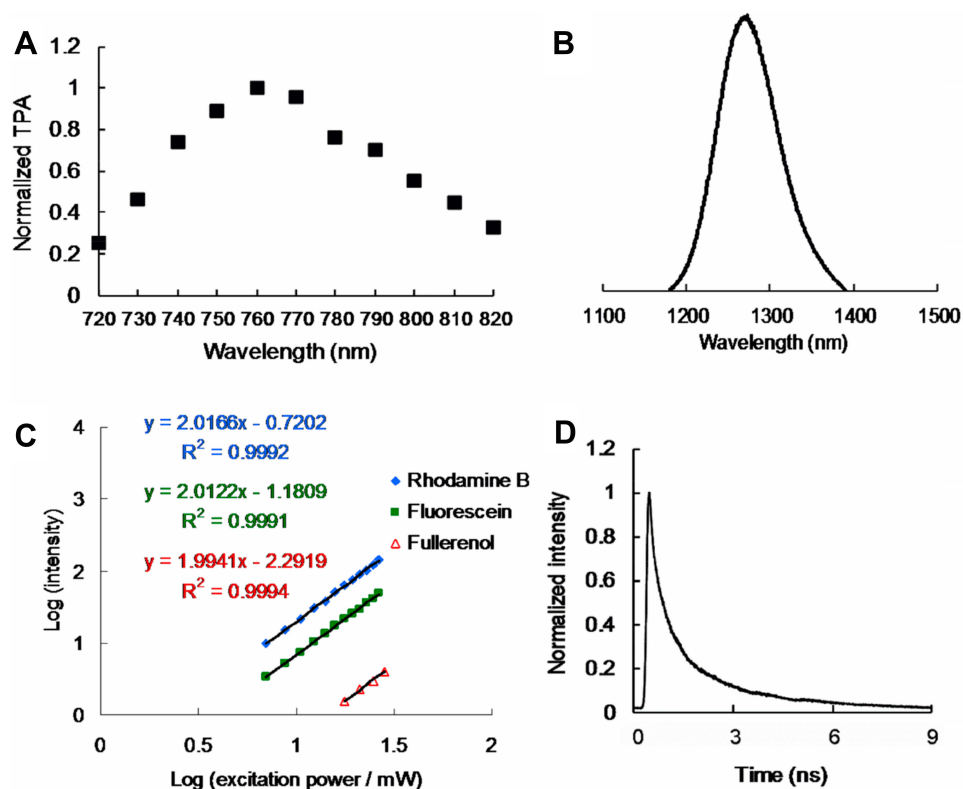 A
Normalized TPA
1.2
1
0.8
0.6
0.4
0.2
0
720 730 740 750 760 770 780 790 800 810 820
Wavelength (nm)
B
1100 1200 1300 1400 1500
Wavelength (nm)
C
Log (intensity)
4
3
2
1
0
y = 2.0166x - 0.7202
R² = 0.9992
y = 2.0122x - 1.1809
R² = 0.9991
y = 1.9941x - 2.2919
R² = 0.9994
Rhodamine B
Fluorescein
Fullerenol
0 0.5 1 1.5 2
Log (excitation power / mW)
D
Normalized intensity
1.2
1
0.8
0.6
0.4
0.2
0
0 3 6 9
Time (ns)